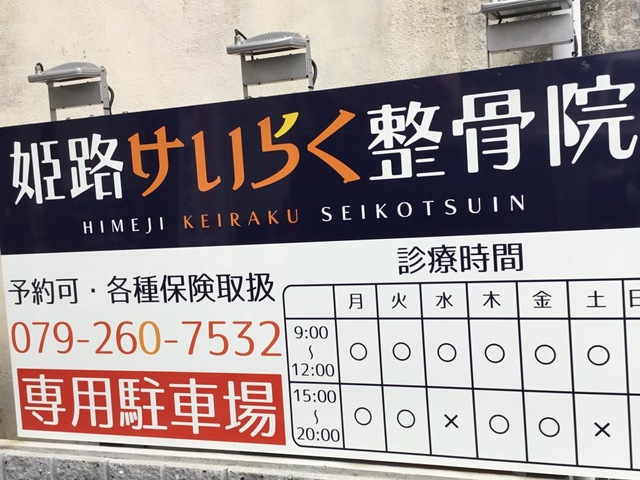 姫路けいらく整骨院
HIMEJI KEIRAKU SEIKOTSUIN
予約可・各種保険取扱
079-260-7532
専用駐車場
診療時間
月 火 水 木 金 土 日
9:00～12:00 ○ ○ ○ ○ ○ ○
15:00～20:00 ○ ○ × ○ ○ ×